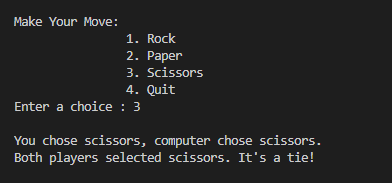 Make Your Move:
1. Rock
2. Paper
3. Scissors
4. Quit
Enter a choice : 3
You chose scissors, computer chose scissors.
Both players selected scissors. It's a tie!